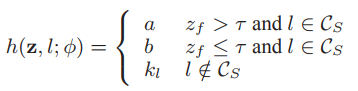 a z_f > τ and l ∈ C_S
h(z, l; ϕ) = { b z_f ≤ τ and l ∈ C_S
k_l l ∉ C_S